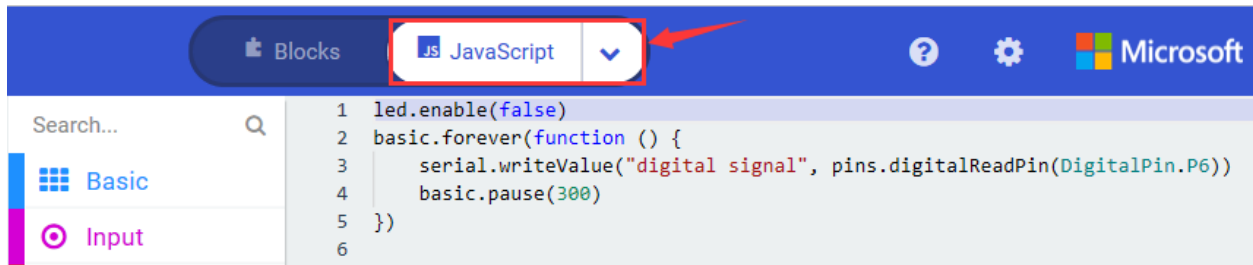 Blocks
JS JavaScript
Microsoft
Search...
Basic
Input
1 led.enable(false)
2 basic.forever(function () {
3     serial.writeValue("digital signal", pins.digitalReadPin(DigitalPin.P6))
4     basic.pause(300)
5 })
6